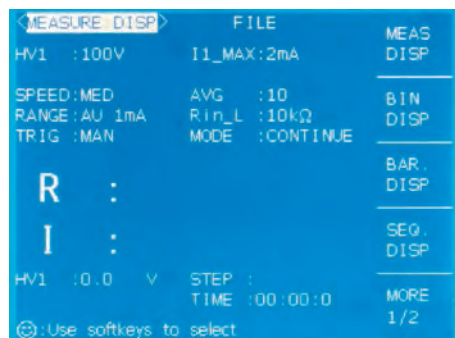 <MEASURE DISP> FILE
HV1 :100V I1_MAX:2mA
SPEED:MED AVG :10
RANGE:AU 1mA Rin_L :10kΩ
TRIG :MAN MODE :CONTINUE
R :
I :
HV1 :0.0 V STEP :
TIME :00:00:0
☺:Use softkeys to select
MEAS
DISP
BIN
DISP
BAR.
DISP
SEQ.
DISP
MORE
1/2